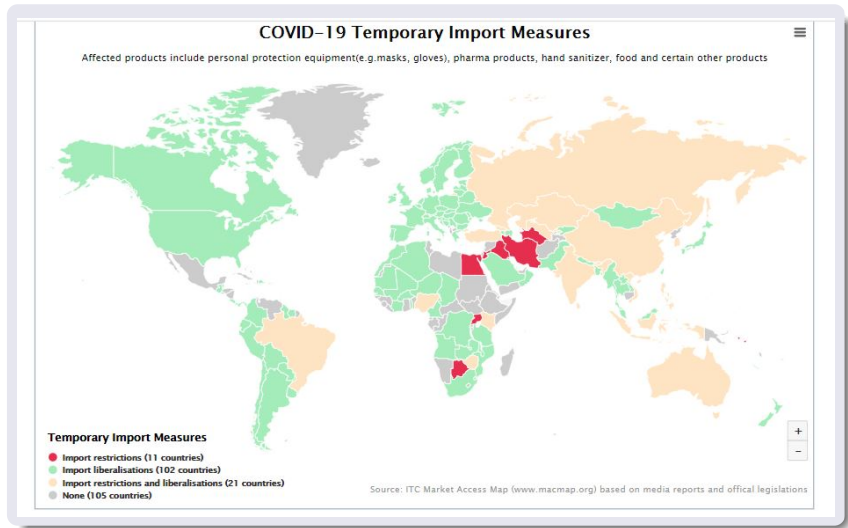 COVID-19 Temporary Import Measures
Affected products include personal protection equipment(e.g.masks, gloves), pharma products, hand sanitizer, food and certain other products
+
–
Temporary Import Measures
Import restrictions (11 countries)
Import liberalisations (102 countries)
Import restrictions and liberalisations (21 countries)
None (105 countries)
Source: ITC Market Access Map (www.macmap.org) based on media reports and offical legislations